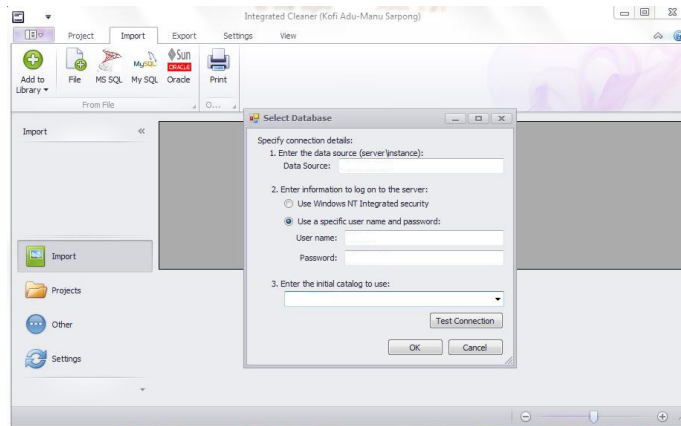 Integrated Cleaner (Kofi Adu-Manu Sarpong)
Project Import Export Settings View
Add to Library
File
MS SQL
MySQL
My SQL
Sun
ORACLE
Oracle
Print
From File
O...
Import
Select Database
Specify connection details:
1. Enter the data source (server\instance):
Data Source:
2. Enter information to log on to the server:
Use Windows NT Integrated security
Use a specific user name and password:
User name:
Password:
3. Enter the initial catalog to use:
Test Connection
OK Cancel
Import
Projects
Other
Settings